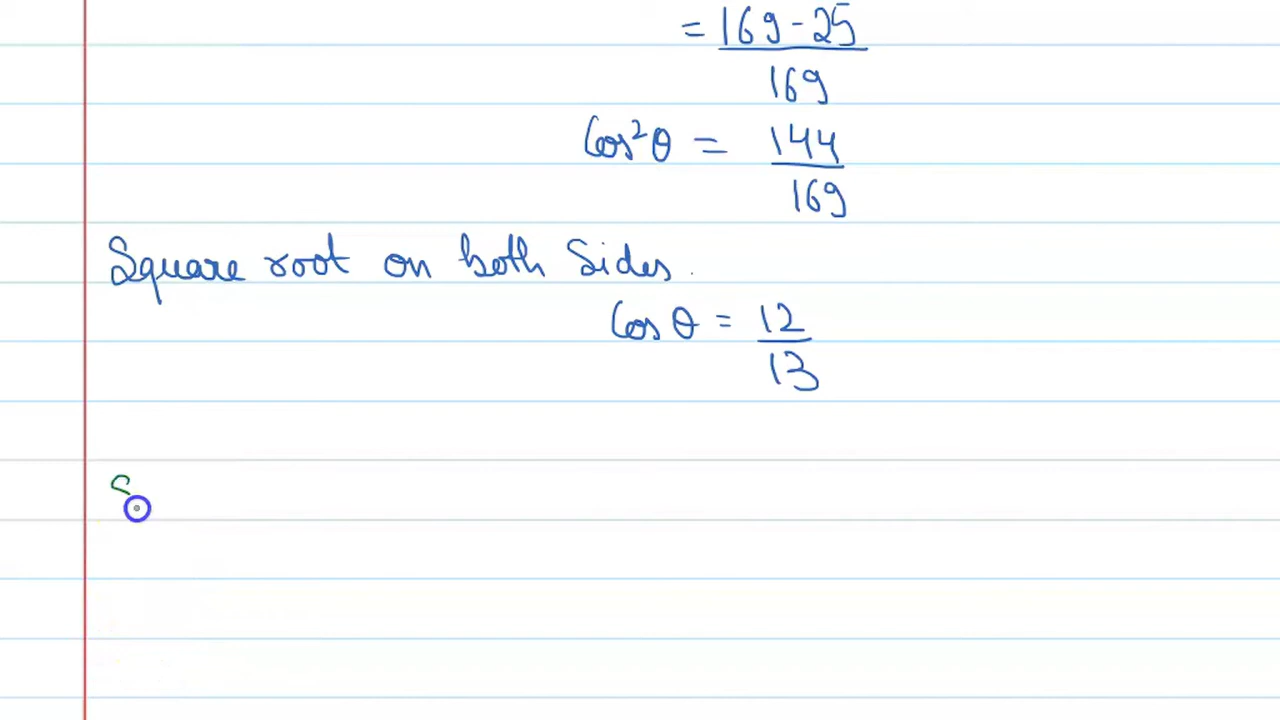 = 169 - 25
169
Cos²θ = 144
169
Square root on both Sides.
Cos θ = 12
13
S